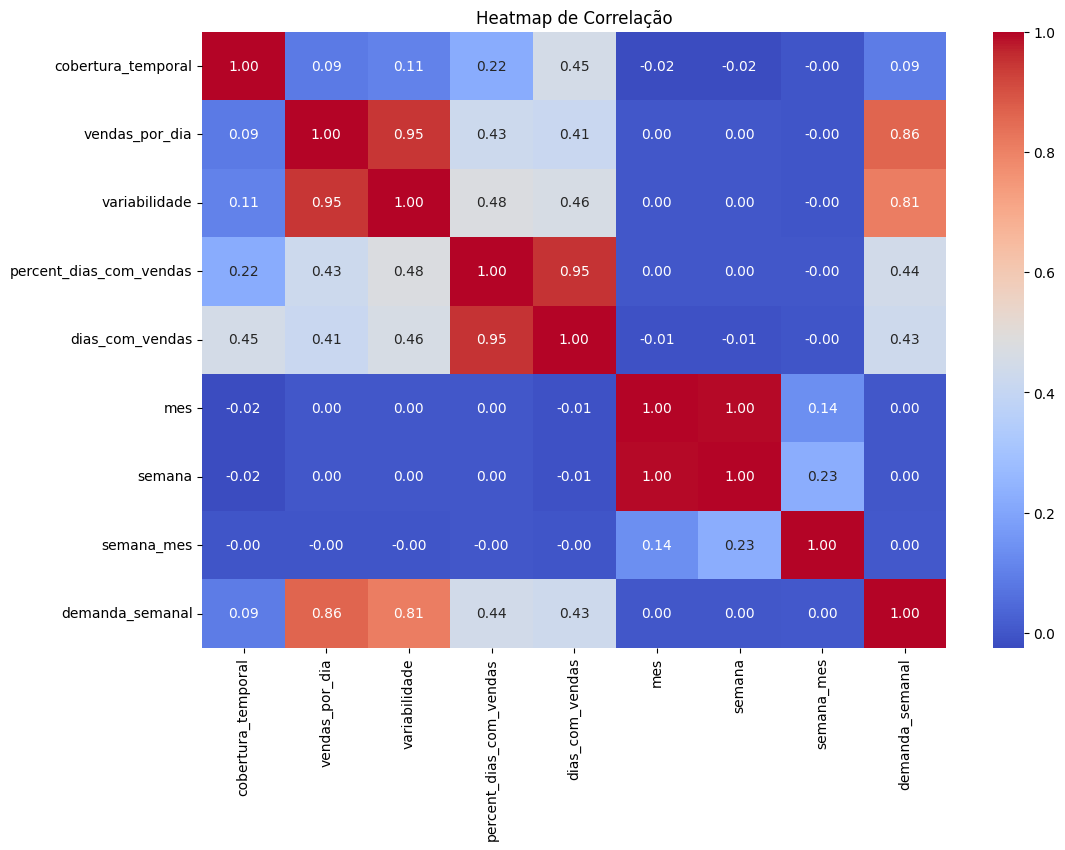 Heatmap de Correlação
cobertura_temporal 1.00 0.09 0.11 0.22 0.45 -0.02 -0.02 -0.00 0.09
vendas_por_dia 0.09 1.00 0.95 0.43 0.41 0.00 0.00 -0.00 0.86
variabilidade 0.11 0.95 1.00 0.48 0.46 0.00 0.00 -0.00 0.81
percent_dias_com_vendas 0.22 0.43 0.48 1.00 0.95 0.00 0.00 -0.00 0.44
dias_com_vendas 0.45 0.41 0.46 0.95 1.00 -0.01 -0.01 -0.00 0.43
mes -0.02 0.00 0.00 0.00 -0.01 1.00 1.00 0.14 0.00
semana -0.02 0.00 0.00 0.00 -0.01 1.00 1.00 0.23 0.00
semana_mes -0.00 -0.00 -0.00 -0.00 -0.00 0.14 0.23 1.00 0.00
demanda_semanal 0.09 0.86 0.81 0.44 0.43 0.00 0.00 0.00 1.00
cobertura_temporal
vendas_por_dia
variabilidade
percent_dias_com_vendas
dias_com_vendas
mes
semana
semana_mes
demanda_semanal
1.0
0.8
0.6
0.4
0.2
0.0